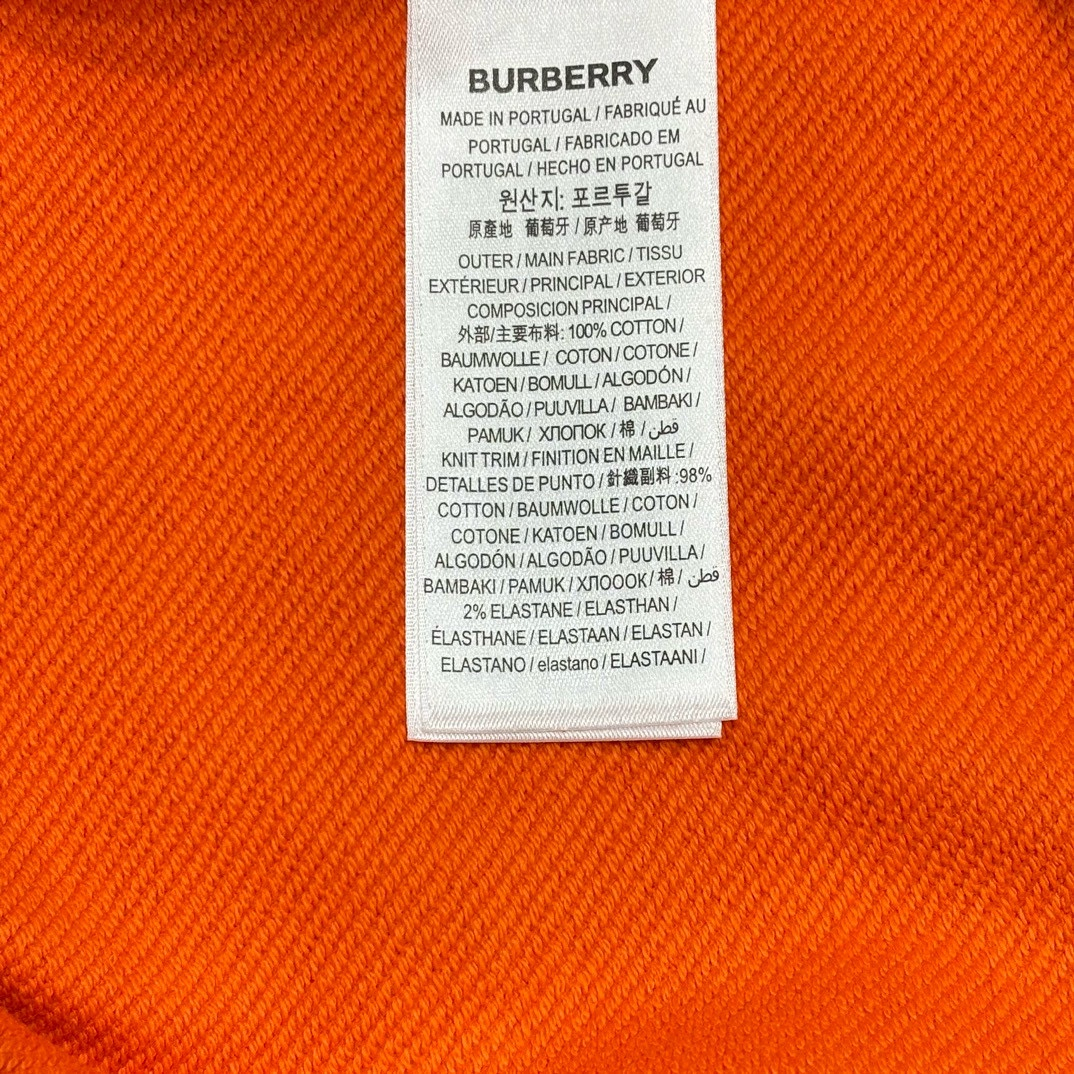 BURBERRY
MADE IN PORTUGAL / FABRIQUÉ AU
PORTUGAL / FABRICADO EM
PORTUGAL / HECHO EN PORTUGAL
원산지: 포르투갈
原產地 葡萄牙 / 原产地 葡萄牙
OUTER / MAIN FABRIC / TISSU
EXTÉRIEUR / PRINCIPAL / EXTERIOR
COMPOSICION PRINCIPAL /
外部/主要布料: 100% COTTON /
BAUMWOLLE / COTON / COTONE /
KATOEN / BOMULL / ALGODÓN /
ALGODÃO / PUUVILLA / BAMBAKI /
PAMUK / ХЛОПОК / 棉 / قطن
KNIT TRIM / FINITION EN MAILLE /
DETALLES DE PUNTO / 針織副料 :98%
COTTON / BAUMWOLLE / COTON /
COTONE / KATOEN / BOMULL /
ALGODÓN / ALGODÃO / PUUVILLA /
BAMBAKI / PAMUK / ХЛОООК / 棉 / قطن
2% ELASTANE / ELASTHAN /
ÉLASTHANE / ELASTAAN / ELASTAN /
ELASTANO / elastano / ELASTAANI /